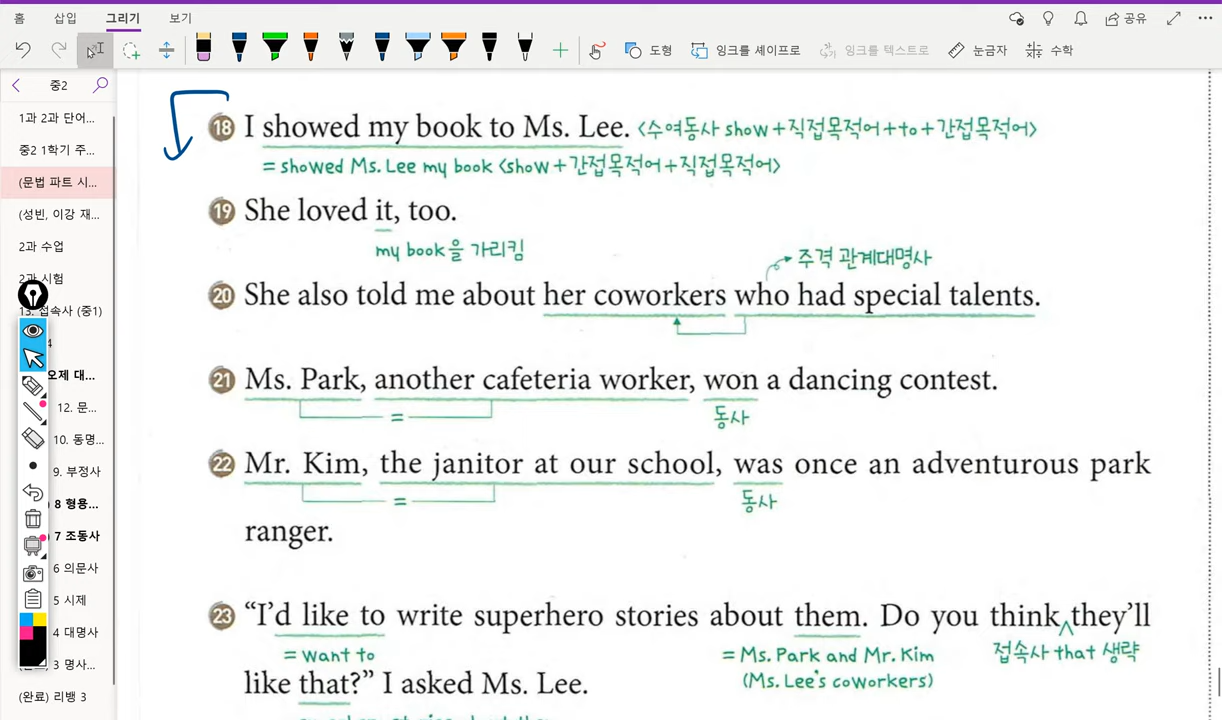 홈 삽입 그리기 보기
공유
도형 잉크를 셰이프로 잉크를 텍스트로 눈금자 수학
중2
1과 2과 단어...
중2 1학기 주...
(문법 파트 시...
(성빈, 이강 재...
2과 수업
2과 시험
13. 접속사 (중1)
4
오제 대...
12. 문...
10. 동명...
9. 부정사
8 형용...
7 조동사
6 의문사
5 시제
4 대명사
3 명사...
(완료) 리뱅 3
18 I showed my book to Ms. Lee. <수여동사 show+직접목적어+to+간접목적어>
= showed Ms. Lee my book <show+간접목적어+직접목적어>
19 She loved it, too.
my book을 가리킴
주격 관계대명사
20 She also told me about her coworkers who had special talents.
21 Ms. Park, another cafeteria worker, won a dancing contest.
= 동사
22 Mr. Kim, the janitor at our school, was once an adventurous park
= 동사
ranger.
23 “I’d like to write superhero stories about them. Do you think they’ll
= want to = Ms. Park and Mr. Kim 접속사 that 생략
(Ms. Lee's coworkers)
like that?” I asked Ms. Lee.